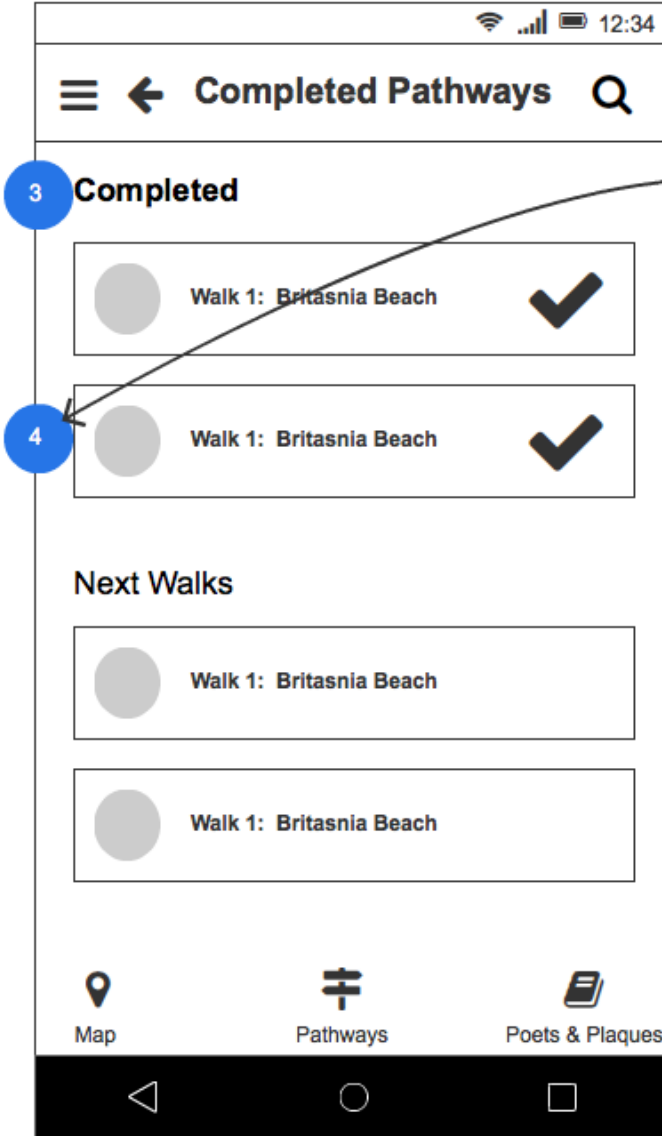 12:34
Completed Pathways
3 Completed
Walk 1: Britasnia Beach
4 Walk 1: Britasnia Beach
Next Walks
Walk 1: Britasnia Beach
Walk 1: Britasnia Beach
Map Pathways Poets & Plaques